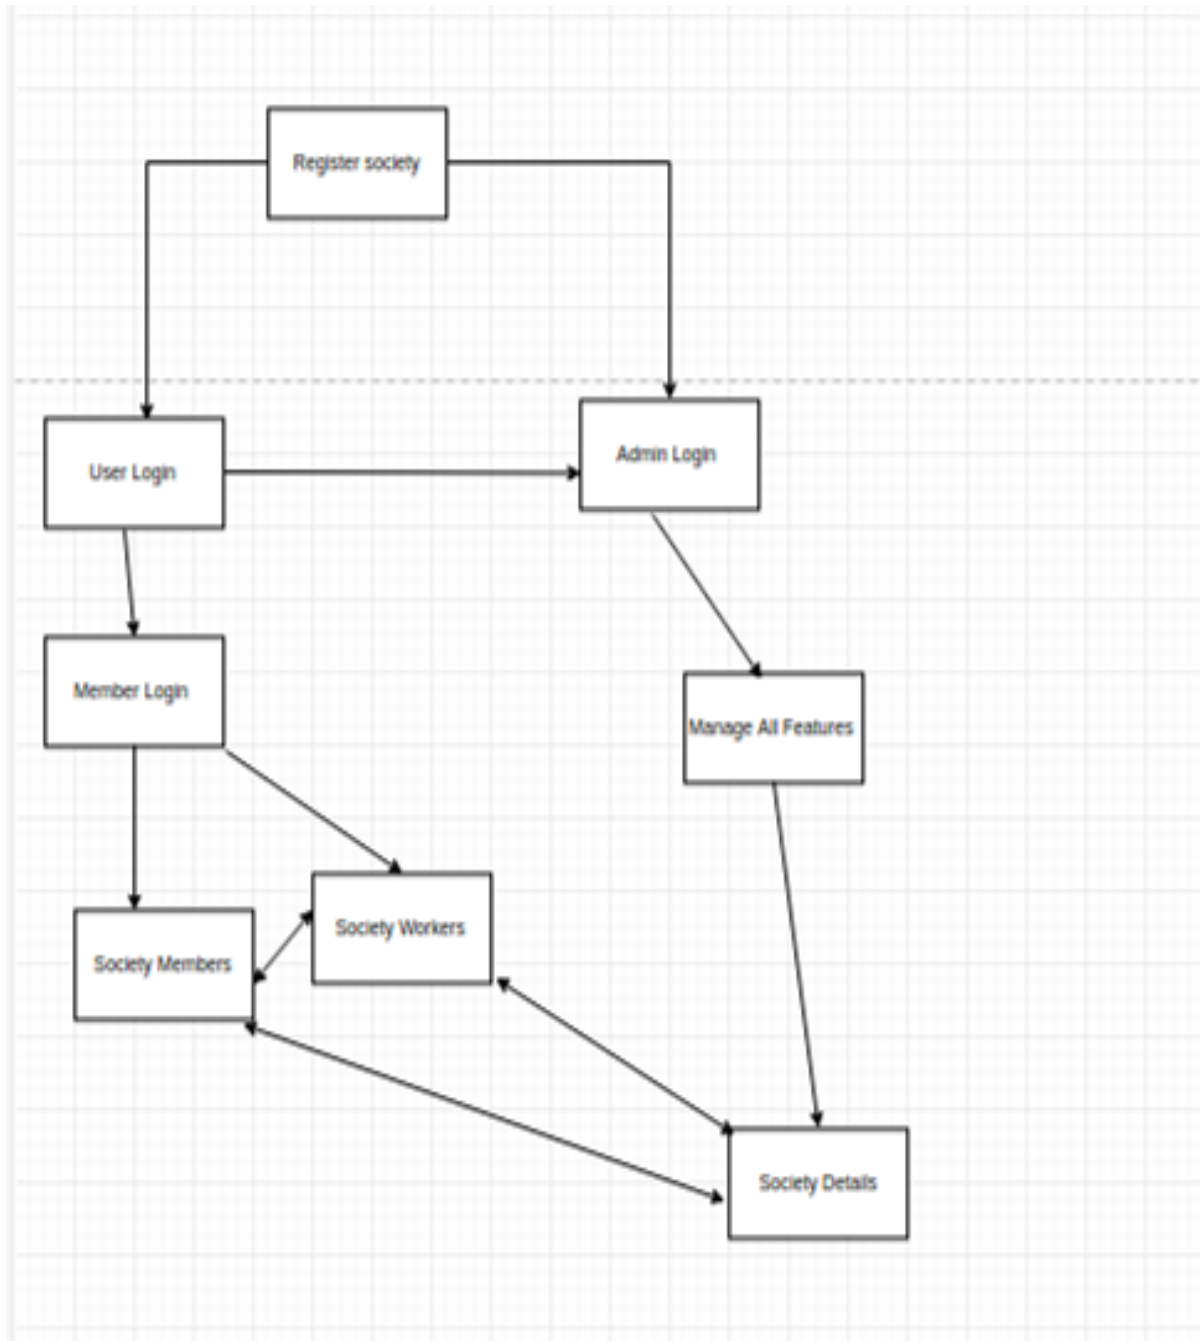 Register society
User Login
Admin Login
Member Login
Manage All Features
Society Workers
Society Members
Society Details